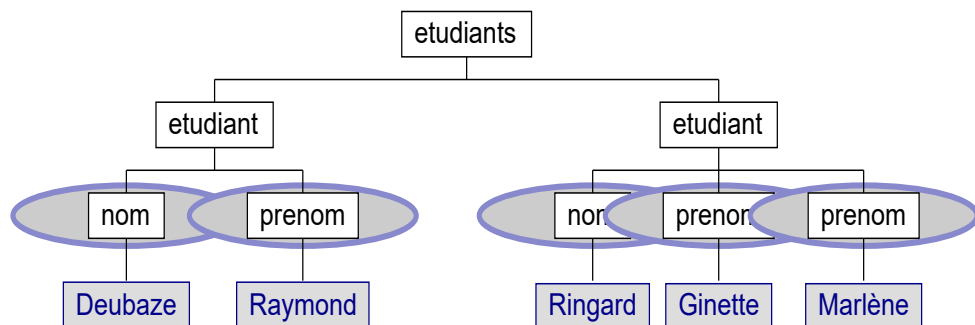 etudiants
etudiant etudiant
nom prenom nom prenom prenom
Deubaze Raymond Ringard Ginette Marlène